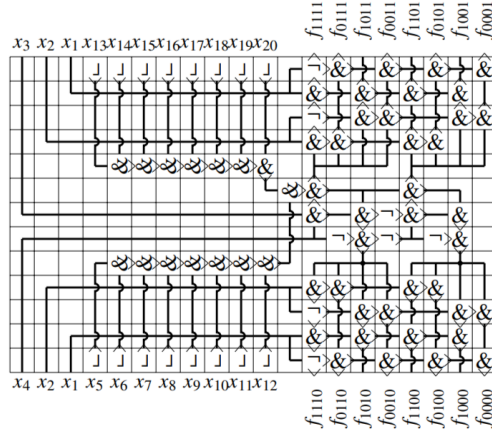 f₁₁₁₁ f₀₁₁₁ f₁₀₁₁ f₀₀₁₁ f₁₁₀₁ f₀₁₀₁ f₁₀₀₁ f₀₀₀₁
x₃ x₂ x₁ x₁₃ x₁₄ x₁₅ x₁₆ x₁₇ x₁₈ x₁₉ x₂₀
¬ ¬ ¬ ¬ ¬ ¬ ¬ ¬ ¬ & & & &
& & & &
¬ & & & &
& & & &
& & & & & & &
& & &
& & ¬ & &
¬ & ¬ ¬ &
& & & & & & &
& & & &
¬ & & & &
& & & &
¬ ¬ ¬ ¬ ¬ ¬ ¬ ¬ ¬ & & & &
x₄ x₂ x₁ x₅ x₆ x₇ x₈ x₉ x₁₀ x₁₁ x₁₂
f₁₁₁₀ f₀₁₁₀ f₁₀₁₀ f₀₀₁₀ f₁₁₀₀ f₀₁₀₀ f₁₀₀₀ f₀₀₀₀